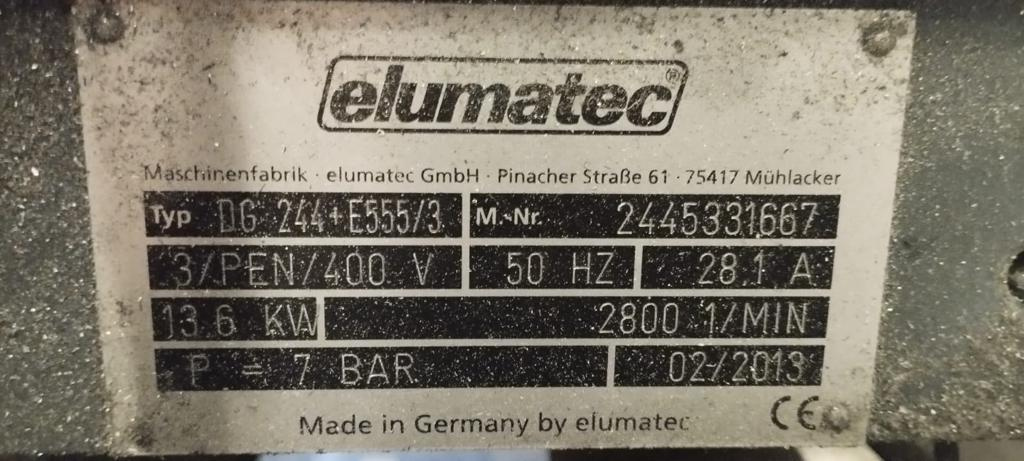 elumatec®
Maschinenfabrik · elumatec GmbH · Pinacher Straße 61 · 75417 Mühlacker
Typ DG 244+E555/3 M.-Nr. 2445331667
3/PEN/400 V 50 HZ 28.1 A
13.6 KW 2800 1/MIN
P = 7 BAR 02/2013
Made in Germany by elumatec CE